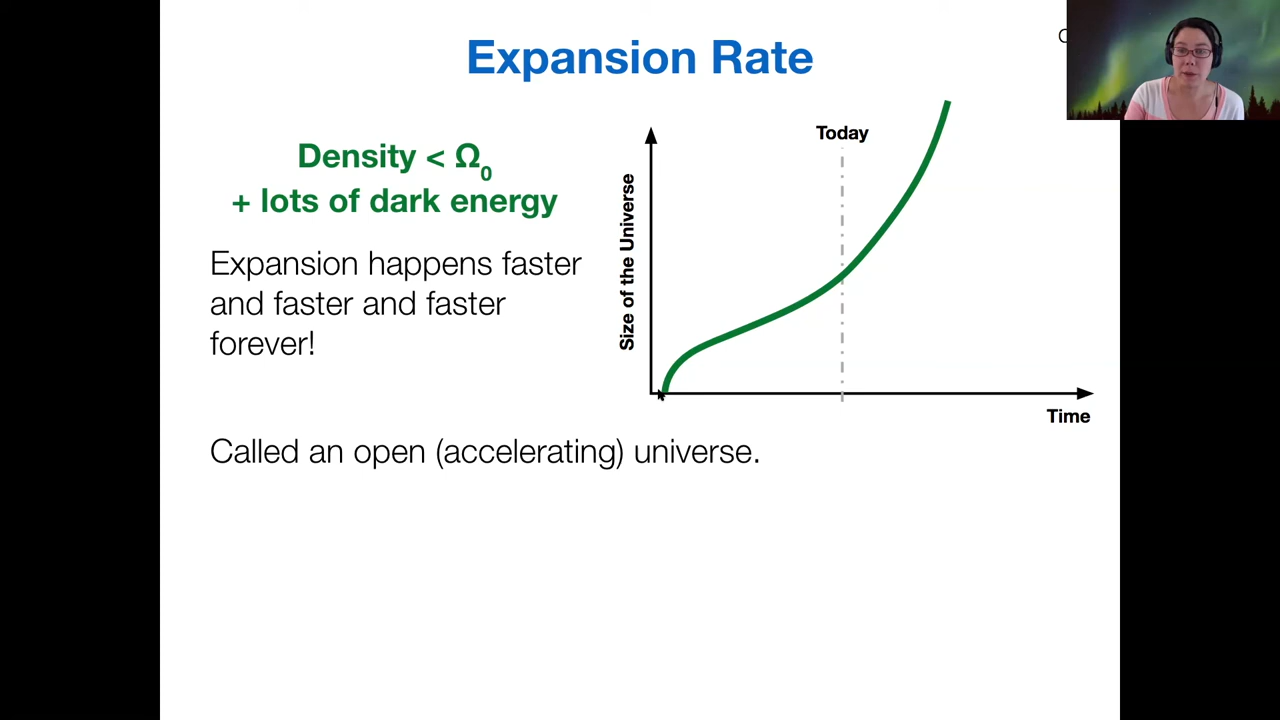 Expansion Rate
Density < Ω₀
+ lots of dark energy
Expansion happens faster
and faster and faster
forever!
Called an open (accelerating) universe.
Today
Size of the Universe
Time